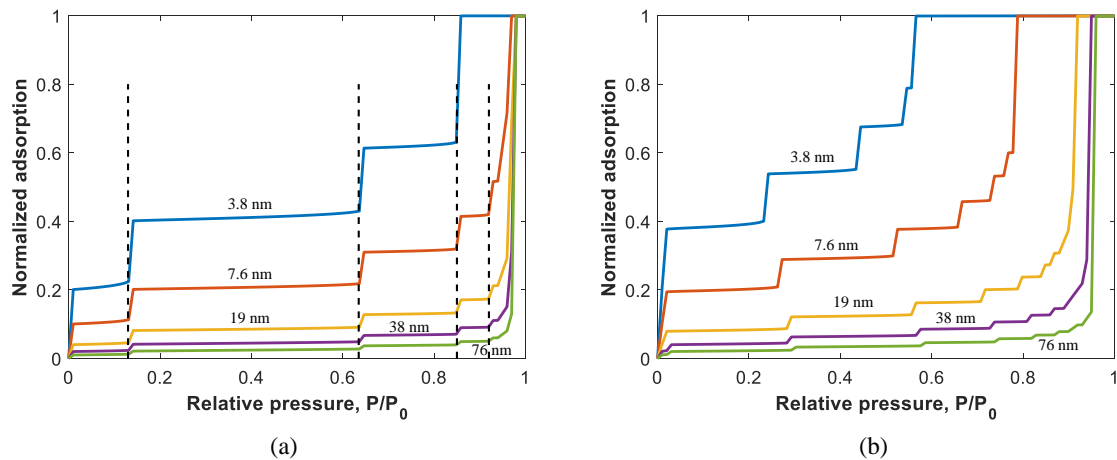 1
0.8
0.6
0.4
0.2
0
Normalized adsorption
3.8 nm
7.6 nm
19 nm
38 nm
76 nm
0 0.2 0.4 0.6 0.8 1
Relative pressure, P/P0
(a)
1
0.8
0.6
0.4
0.2
0
Normalized adsorption
3.8 nm
7.6 nm
19 nm
38 nm
76 nm
0 0.2 0.4 0.6 0.8 1
Relative pressure, P/P0
(b)